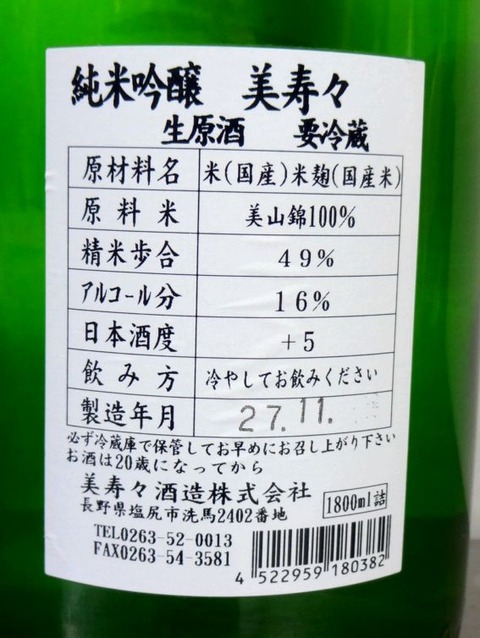 純米吟醸 美寿々
生原酒 要冷蔵
原材料名 米(国産)米麹(国産米)
原料米 美山錦100%
精米歩合 49%
アルコール分 16%
日本酒度 +5
飲み方 冷やしてお飲みください
製造年月 27.11.
必ず冷蔵庫で保管してお早めにお召し上がり下さい
お酒は20歳になってから
美寿々酒造株式会社
長野県塩尻市洗馬2402番地
1800ml詰
TEL0263-52-0013
FAX0263-54-3581
4 522959 180382